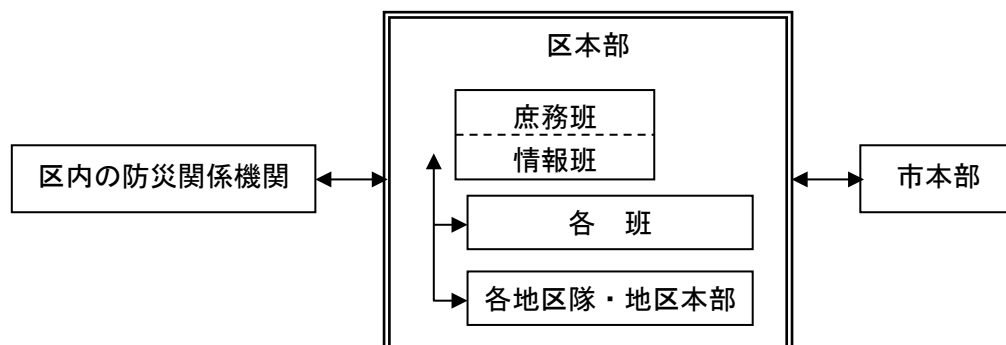 区本部
庶務班
情報班
区内の防災関係機関
市本部
各　班
各地区隊・地区本部